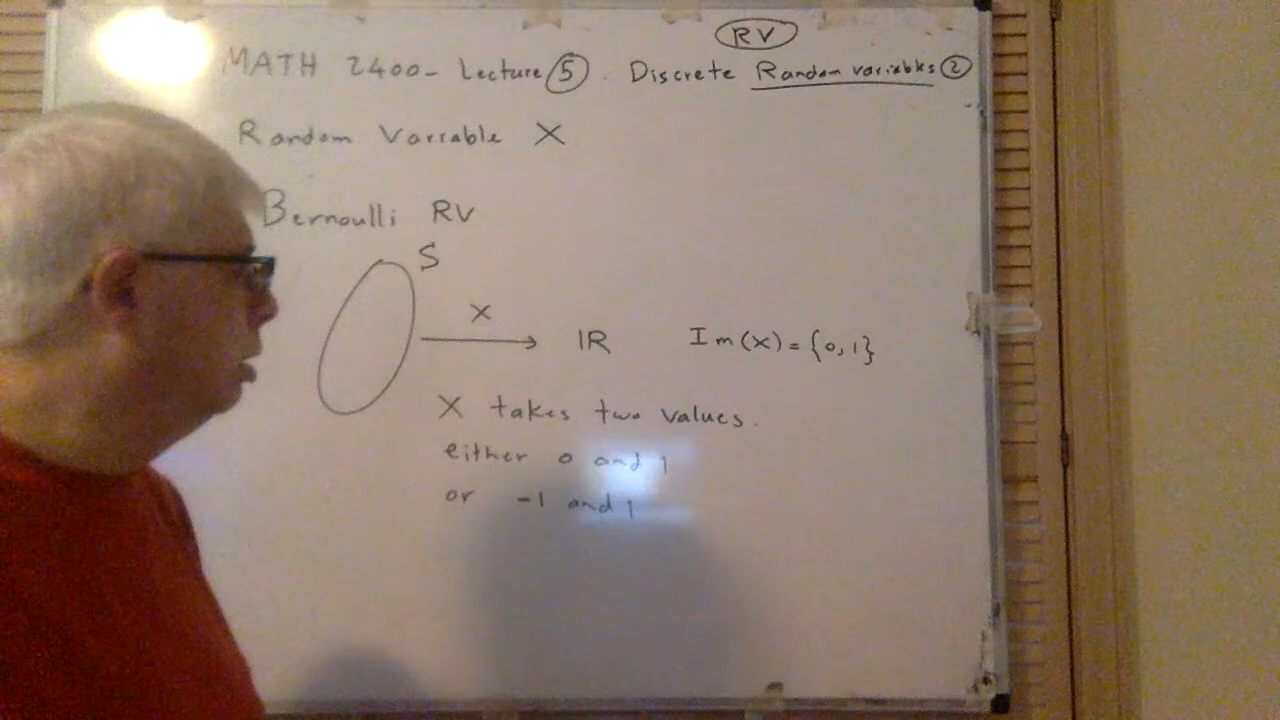 RV
MATH 2400- Lecture 5. Discrete Random variables 2
Random Variable X
Bernoulli RV
S
X
IR Im(X)={0,1}
X takes two values.
either 0 and 1
or -1 and 1